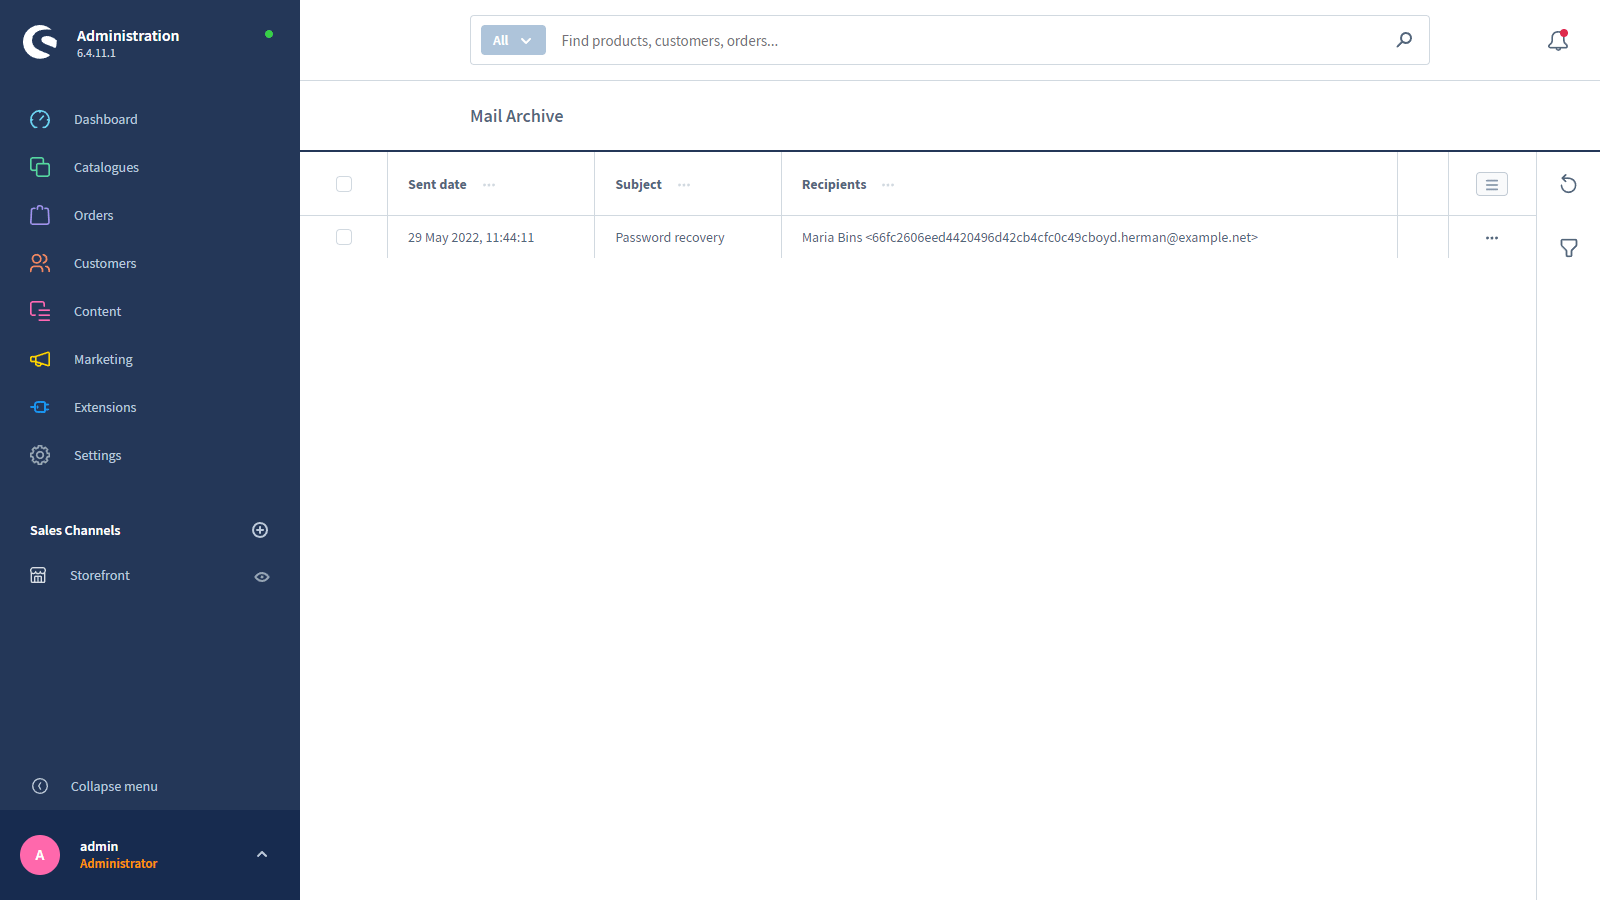 Administration
6.4.11.1
All
Find products, customers, orders...
Dashboard
Catalogues
Orders
Customers
Content
Marketing
Extensions
Settings
Sales Channels
Storefront
Collapse menu
A
admin
Administrator
Mail Archive
Sent date
Subject
Recipients
29 May 2022, 11:44:11
Password recovery
Maria Bins <66fc2606eed4420496d42cb4cfc0c49cboyd.herman@example.net>